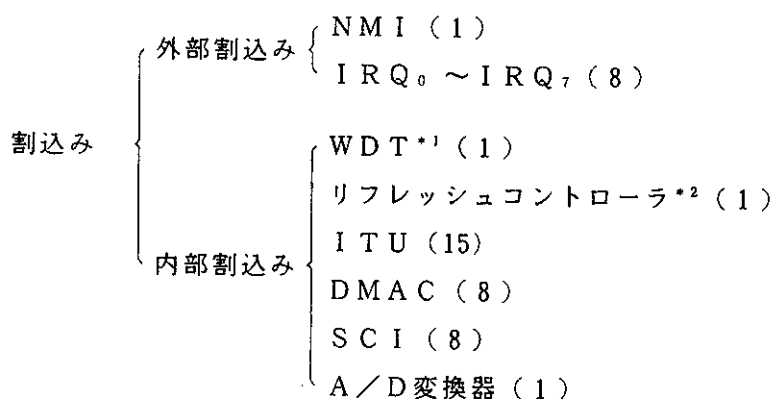 割込み
外部割込み
NMI（1）
IRQ₀～IRQ₇（8）
内部割込み
WDT*¹（1）
リフレッシュコントローラ*²（1）
ITU（15）
DMAC（8）
SCI（8）
A／D変換器（1）